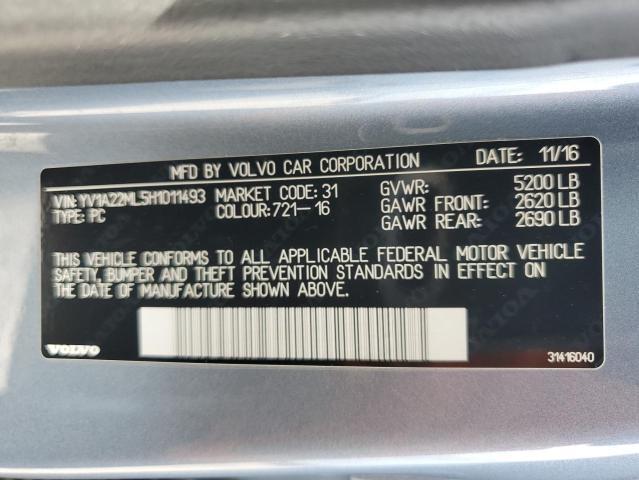 MFD BY VOLVO CAR CORPORATION DATE: 11/16
VIN: YV1A22ML5H1011493 MARKET CODE: 31 GVWR: 5200 LB
TYPE: PC COLOUR: 721-16 GAWR FRONT: 2620 LB
GAWR REAR: 2690 LB
THIS VEHICLE CONFORMS TO ALL APPLICABLE FEDERAL MOTOR VEHICLE
SAFETY, BUMPER AND THEFT PREVENTION STANDARDS IN EFFECT ON
THE DATE OF MANUFACTURE SHOWN ABOVE.
VOLVO 31416040